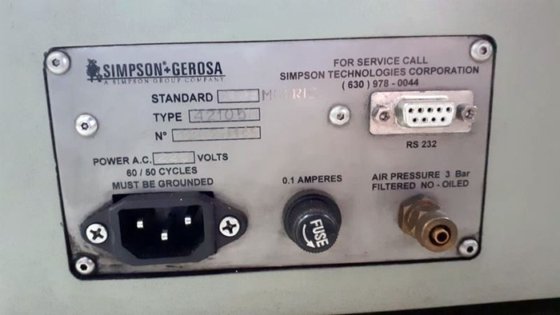 SIMPSON+GEROSA
A SIMPSON GROUP COMPANY
STANDARD
TYPE 42105
N°
POWER A.C. VOLTS
60 / 50 CYCLES
MUST BE GROUNDED
0.1 AMPERES
FUSE
FOR SERVICE CALL
SIMPSON TECHNOLOGIES CORPORATION
( 630 ) 978 - 0044
RS 232
AIR PRESSURE 3 Bar
FILTERED NO - OILED